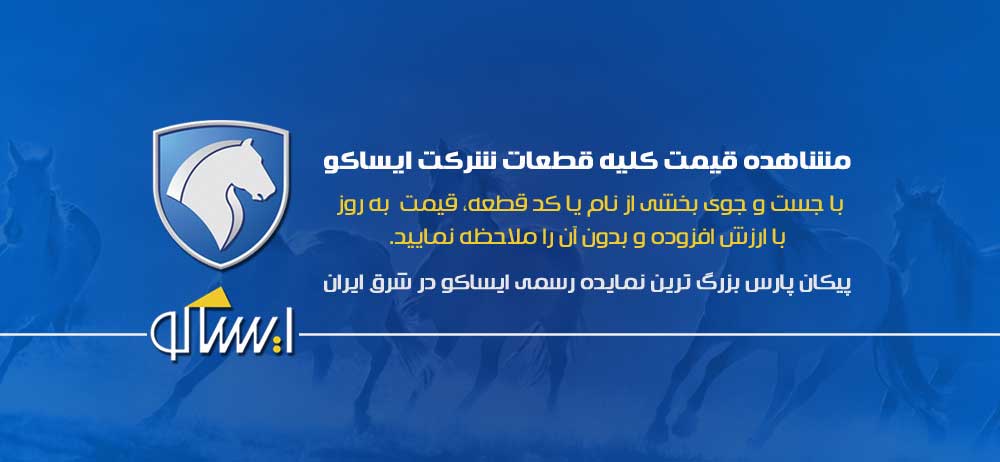 مشاهده قیمت کلیه قطعات شرکت ایساکو
با جست و جوی بخشی از نام یا کد قطعه، قیمت به روز
با ارزش افزوده و بدون آن را ملاحظه نمایید.
پیکان پارس بزرگ ترین نمایده رسمی ایساکو در شرق ایران
ایساکو